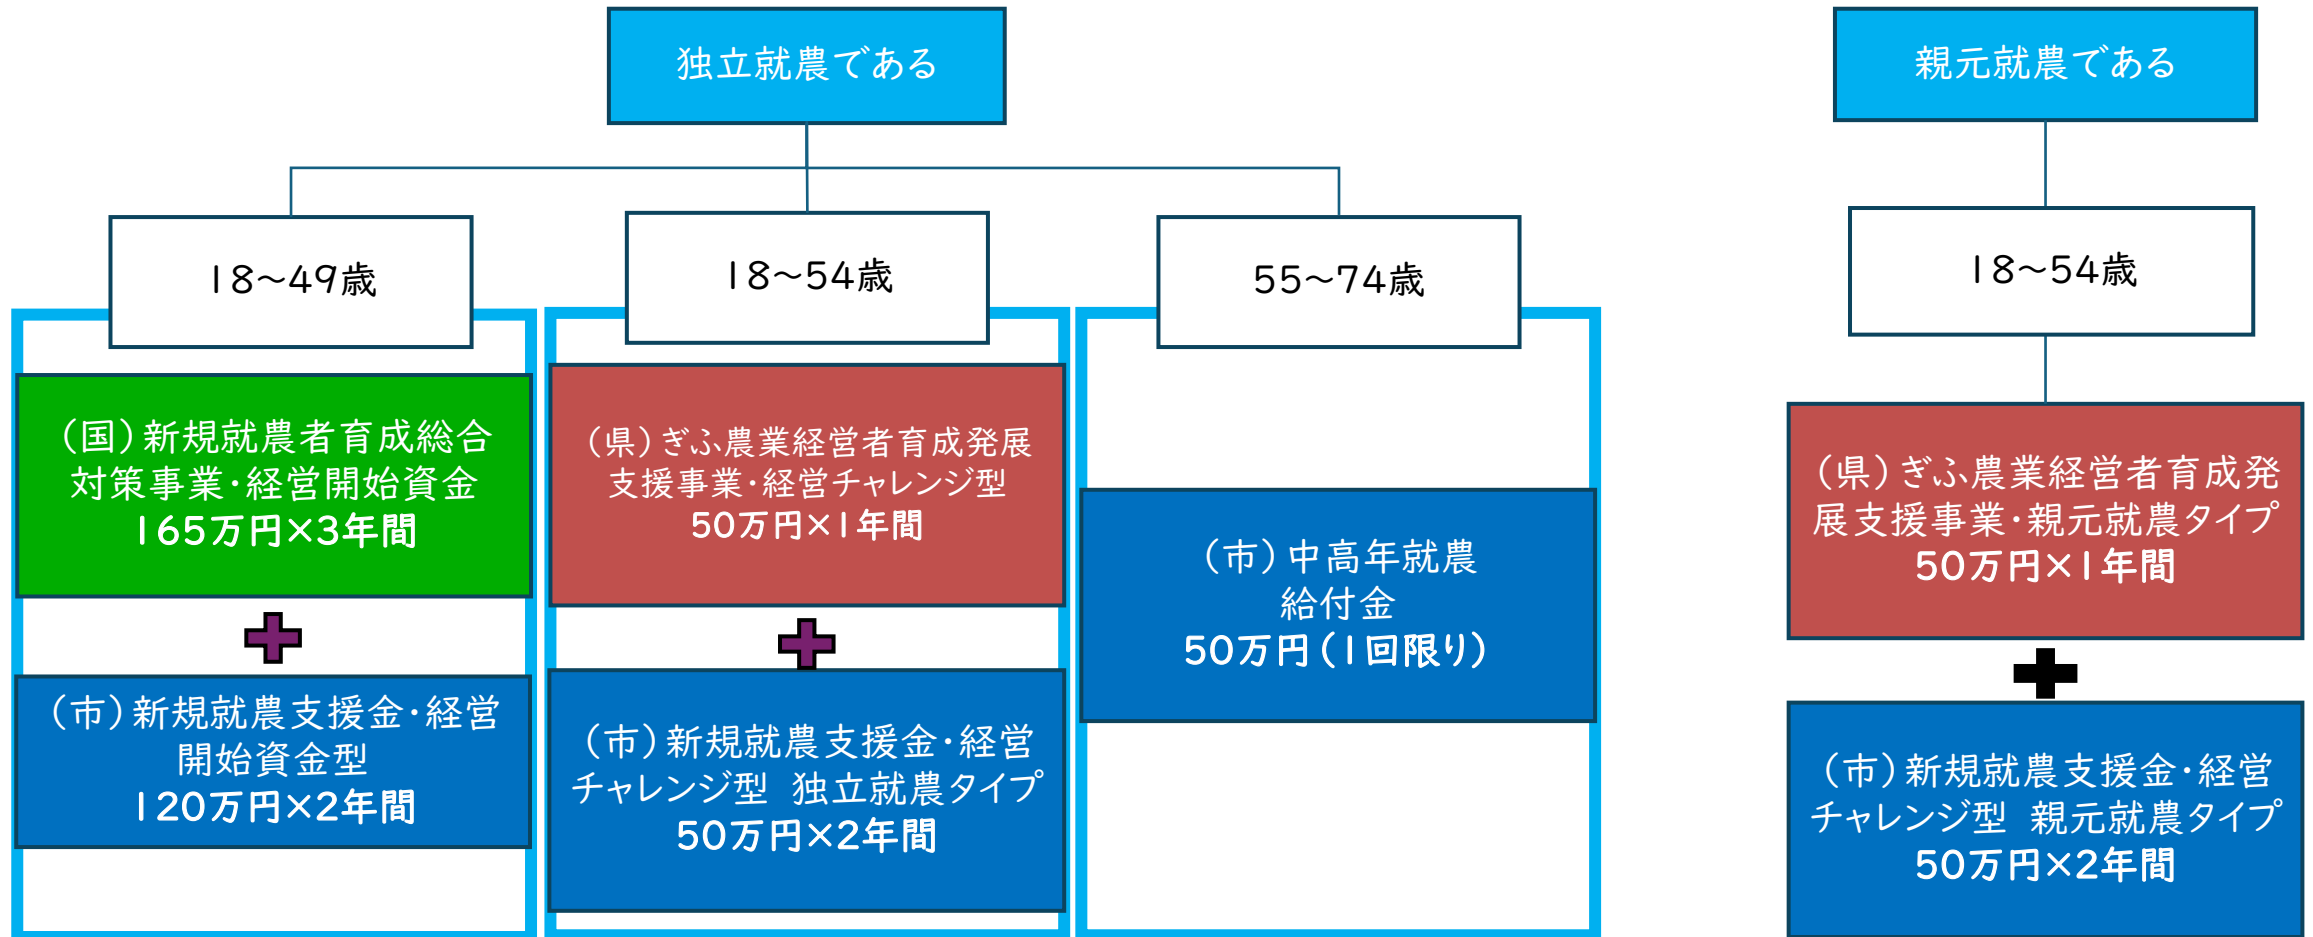 独立就農である
18～49歳
（国）新規就農者育成総合
対策事業・経営開始資金
165万円×3年間
（市）新規就農支援金・経営
開始資金型
120万円×2年間
18～54歳
（県）ぎふ農業経営者育成発展
支援事業・経営チャレンジ型
50万円×1年間
（市）新規就農支援金・経営
チャレンジ型　独立就農タイプ
50万円×2年間
55～74歳
（市）中高年就農
給付金
50万円（1回限り）
親元就農である
18～54歳
（県）ぎふ農業経営者育成発
展支援事業・親元就農タイプ
50万円×1年間
（市）新規就農支援金・経営
チャレンジ型　親元就農タイプ
50万円×2年間